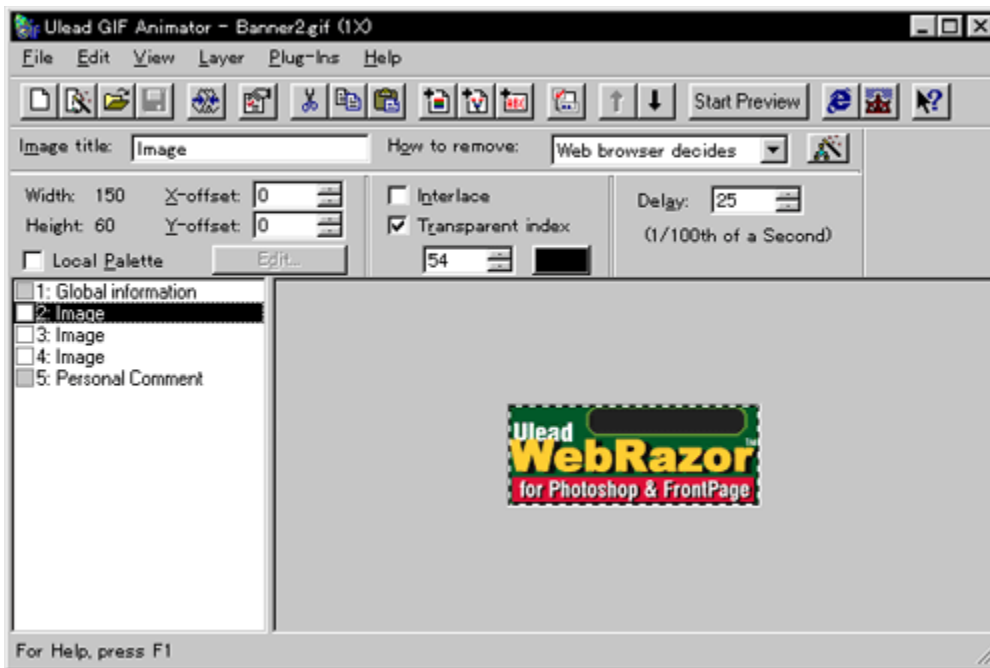 Ulead GIF Animator - Banner2.gif (1X)
File Edit View Layer Plug-Ins Help
Start Preview
Image title: Image How to remove: Web browser decides
Width: 150 X-offset: 0 Interlace Delay: 25
Height: 60 Y-offset: 0 Transparent index (1/100th of a Second)
Local Palette Edit... 54
1: Global information
2: Image
3: Image
4: Image
5: Personal Comment
Ulead
WebRazor™
for Photoshop & FrontPage
For Help, press F1